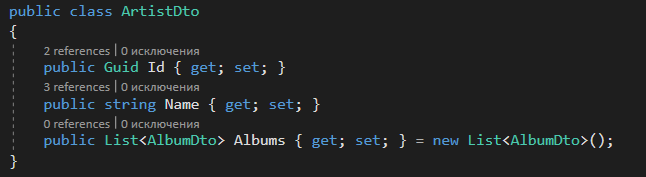 public class ArtistDto
{
2 references | 0 исключения
public Guid Id { get; set; }
3 references | 0 исключения
public string Name { get; set; }
0 references | 0 исключения
public List<AlbumDto> Albums { get; set; } = new List<AlbumDto>();
}